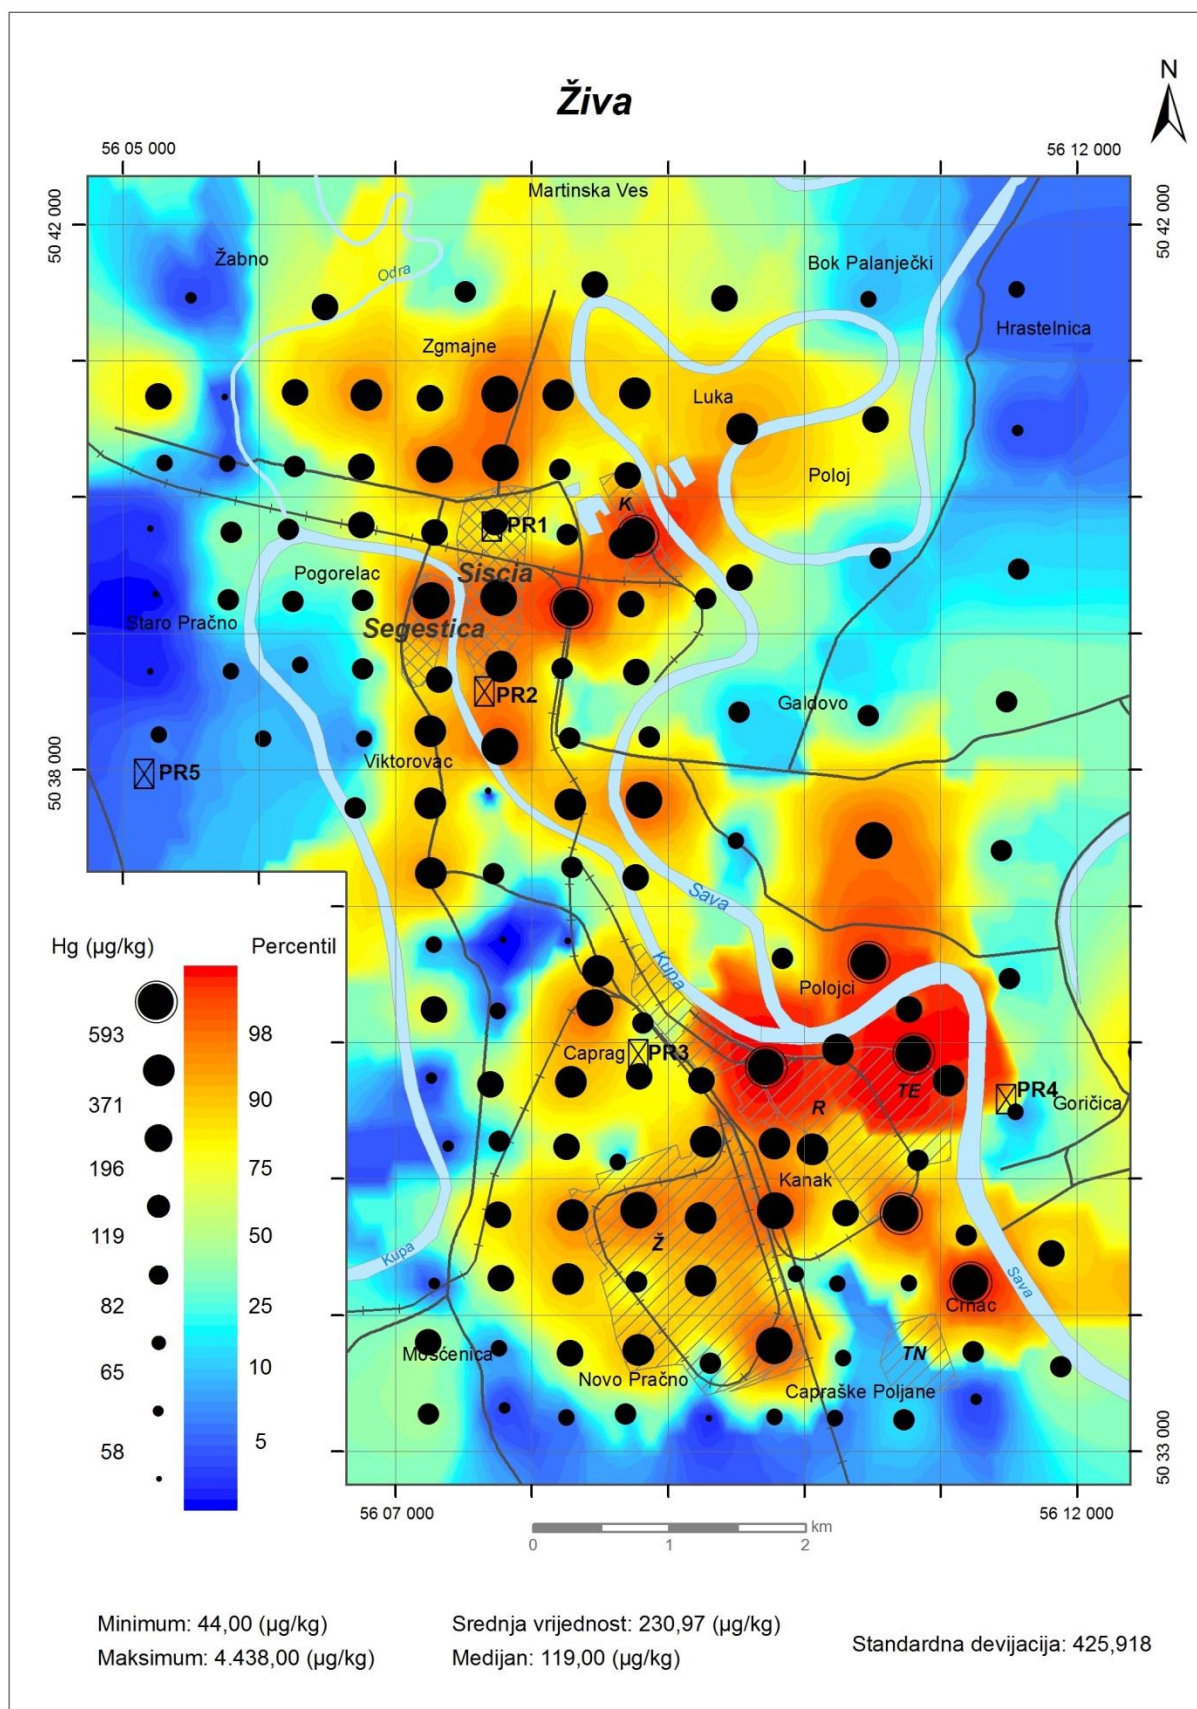 Živa
N
56 05 000
56 12 000
50 42 000
50 42 000
Martinska Ves
Žabno
Odra
Bok Palanječki
Hrastelnica
Zgmajne
Luka
Poloj
K
PR1
Siscia
Pogorelac
Segestica
Staro Pračno
PR2
Galdovo
Viktorovac
PR5
50 38 000
50 38 000
Sava
Kupa
Hg (µg/kg)
Percentil
593
98
371
90
196
75
119
50
82
25
65
10
58
5
Polojci
Caprag
PR3
TE
R
PR4
Goričica
Kanak
Ž
Kupa
Sava
Crnac
Mošćenica
TN
Novo Pračno
Capraške Poljane
50 33 000
56 07 000
56 12 000
km
0
1
2
Minimum: 44,00 (µg/kg)
Srednja vrijednost: 230,97 (µg/kg)
Maksimum: 4.438,00 (µg/kg)
Medijan: 119,00 (µg/kg)
Standardna devijacija: 425,918